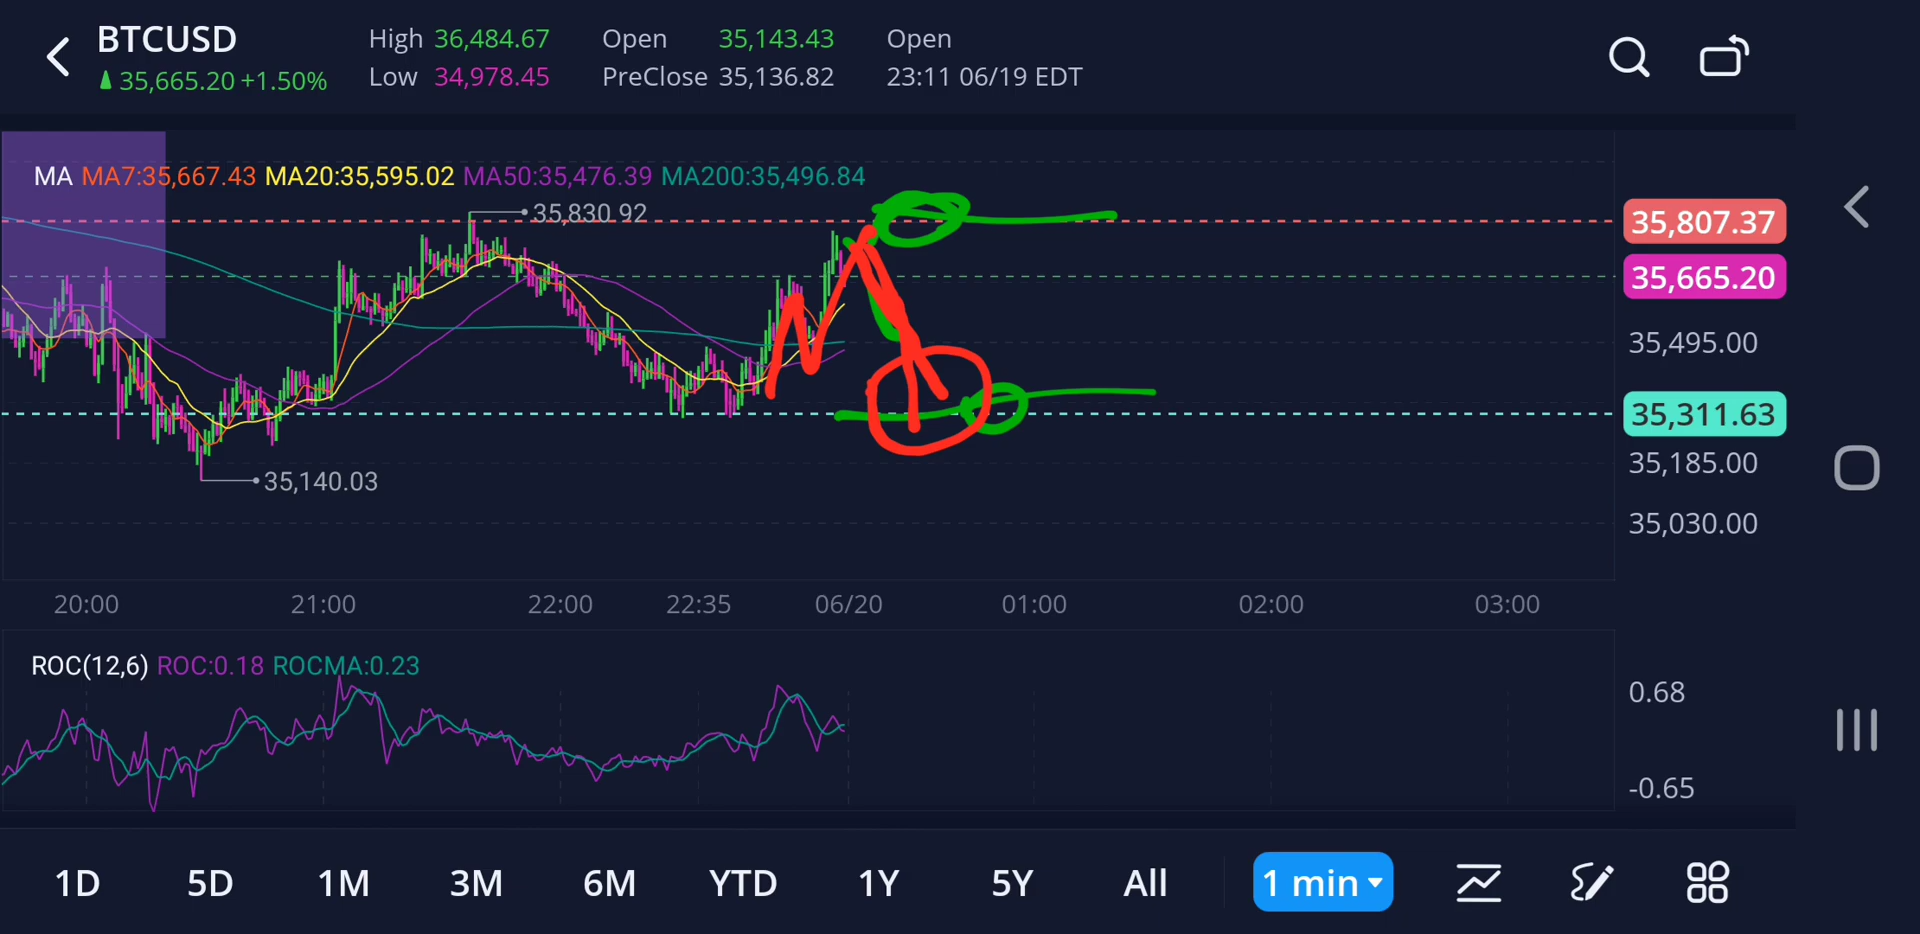 BTCUSD
35,665.20 +1.50%
High 36,484.67
Low 34,978.45
Open 35,143.43
PreClose 35,136.82
Open
23:11 06/19 EDT
MA MA7:35,667.43 MA20:35,595.02 MA50:35,476.39 MA200:35,496.84
35,830.92
35,140.03
35,807.37
35,665.20
35,495.00
35,311.63
35,185.00
35,030.00
20:00 21:00 22:00 22:35 06/20 01:00 02:00 03:00
ROC(12,6) ROC:0.18 ROCMA:0.23
0.68
-0.65
1D 5D 1M 3M 6M YTD 1Y 5Y All 1 min